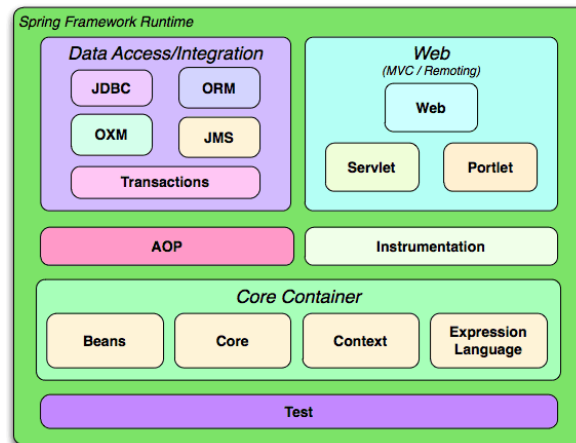 Spring Framework Runtime
Data Access/Integration
JDBC
ORM
OXM
JMS
Transactions
Web
(MVC / Remoting)
Web
Servlet
Portlet
AOP
Instrumentation
Core Container
Beans
Core
Context
Expression
Language
Test